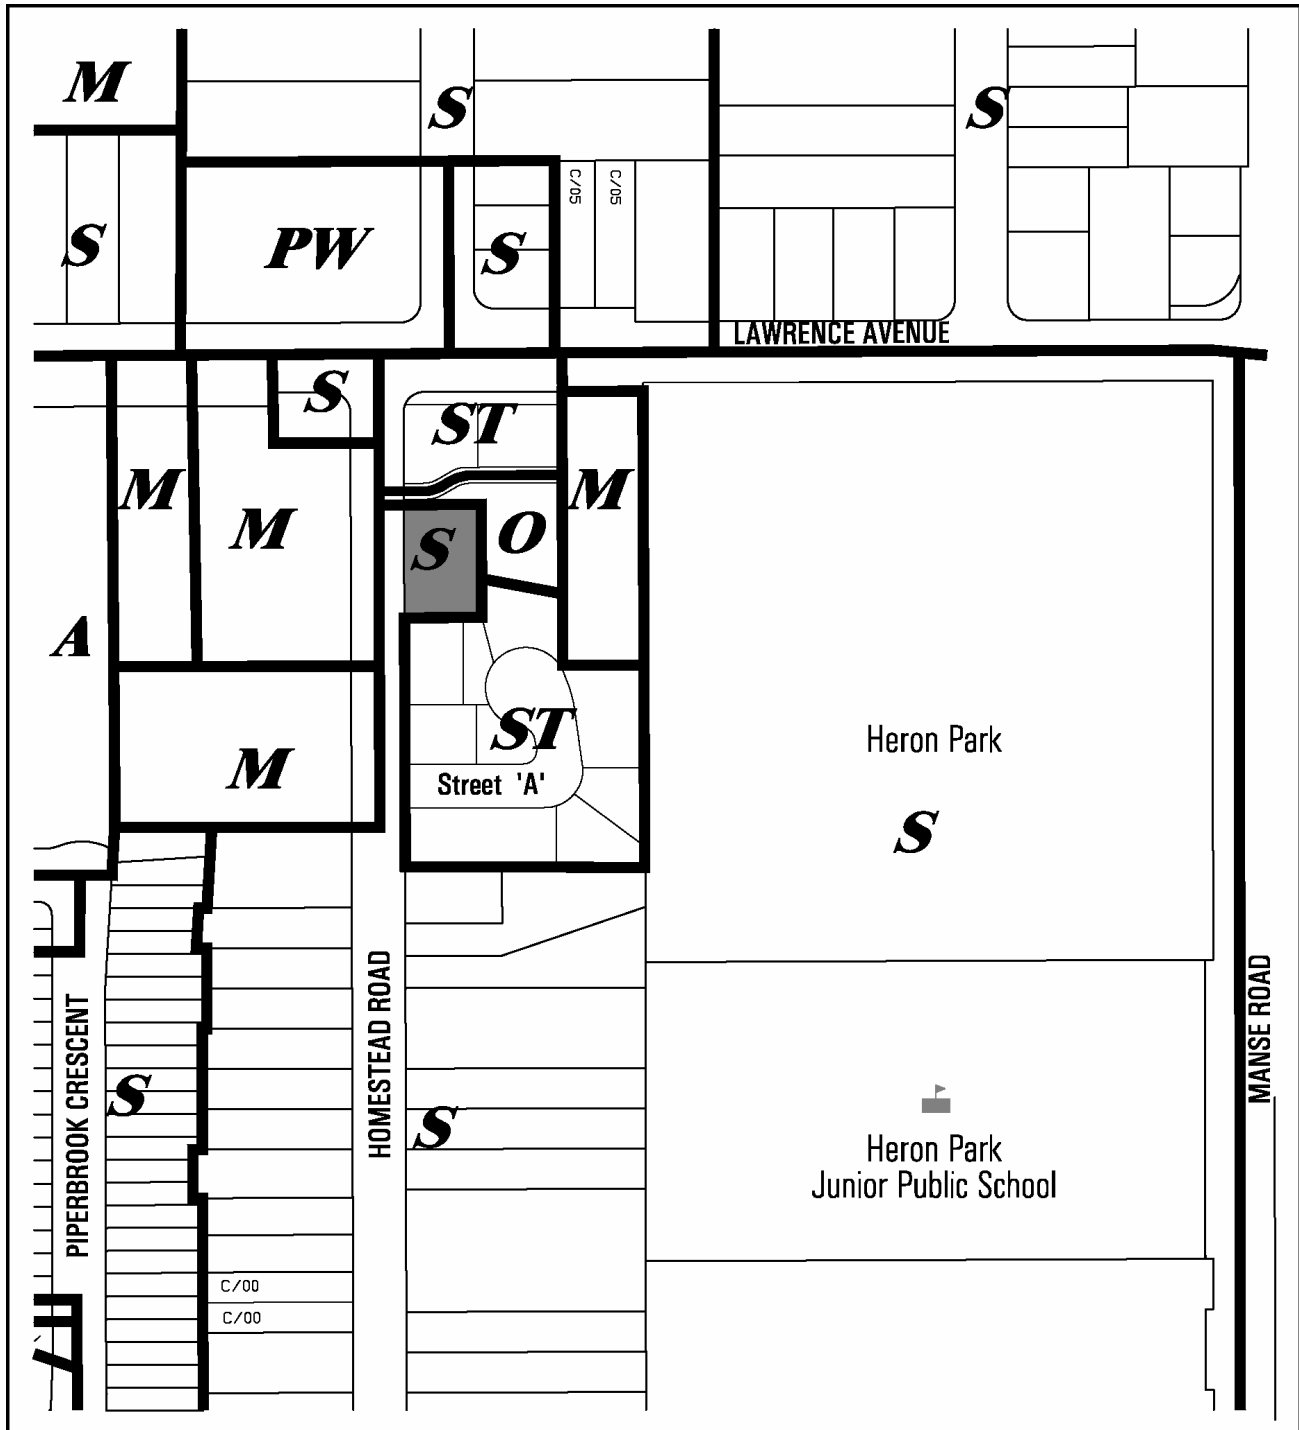 M
S
S
C/05
C/05
S
PW
S
LAWRENCE AVENUE
S
ST
M
M
M
S
O
A
ST
M
Street 'A'
Heron Park
S
HOMESTEAD ROAD
MANSE ROAD
PIPERBROOK CRESCENT
S
S
Heron Park
Junior Public School
C/00
C/00